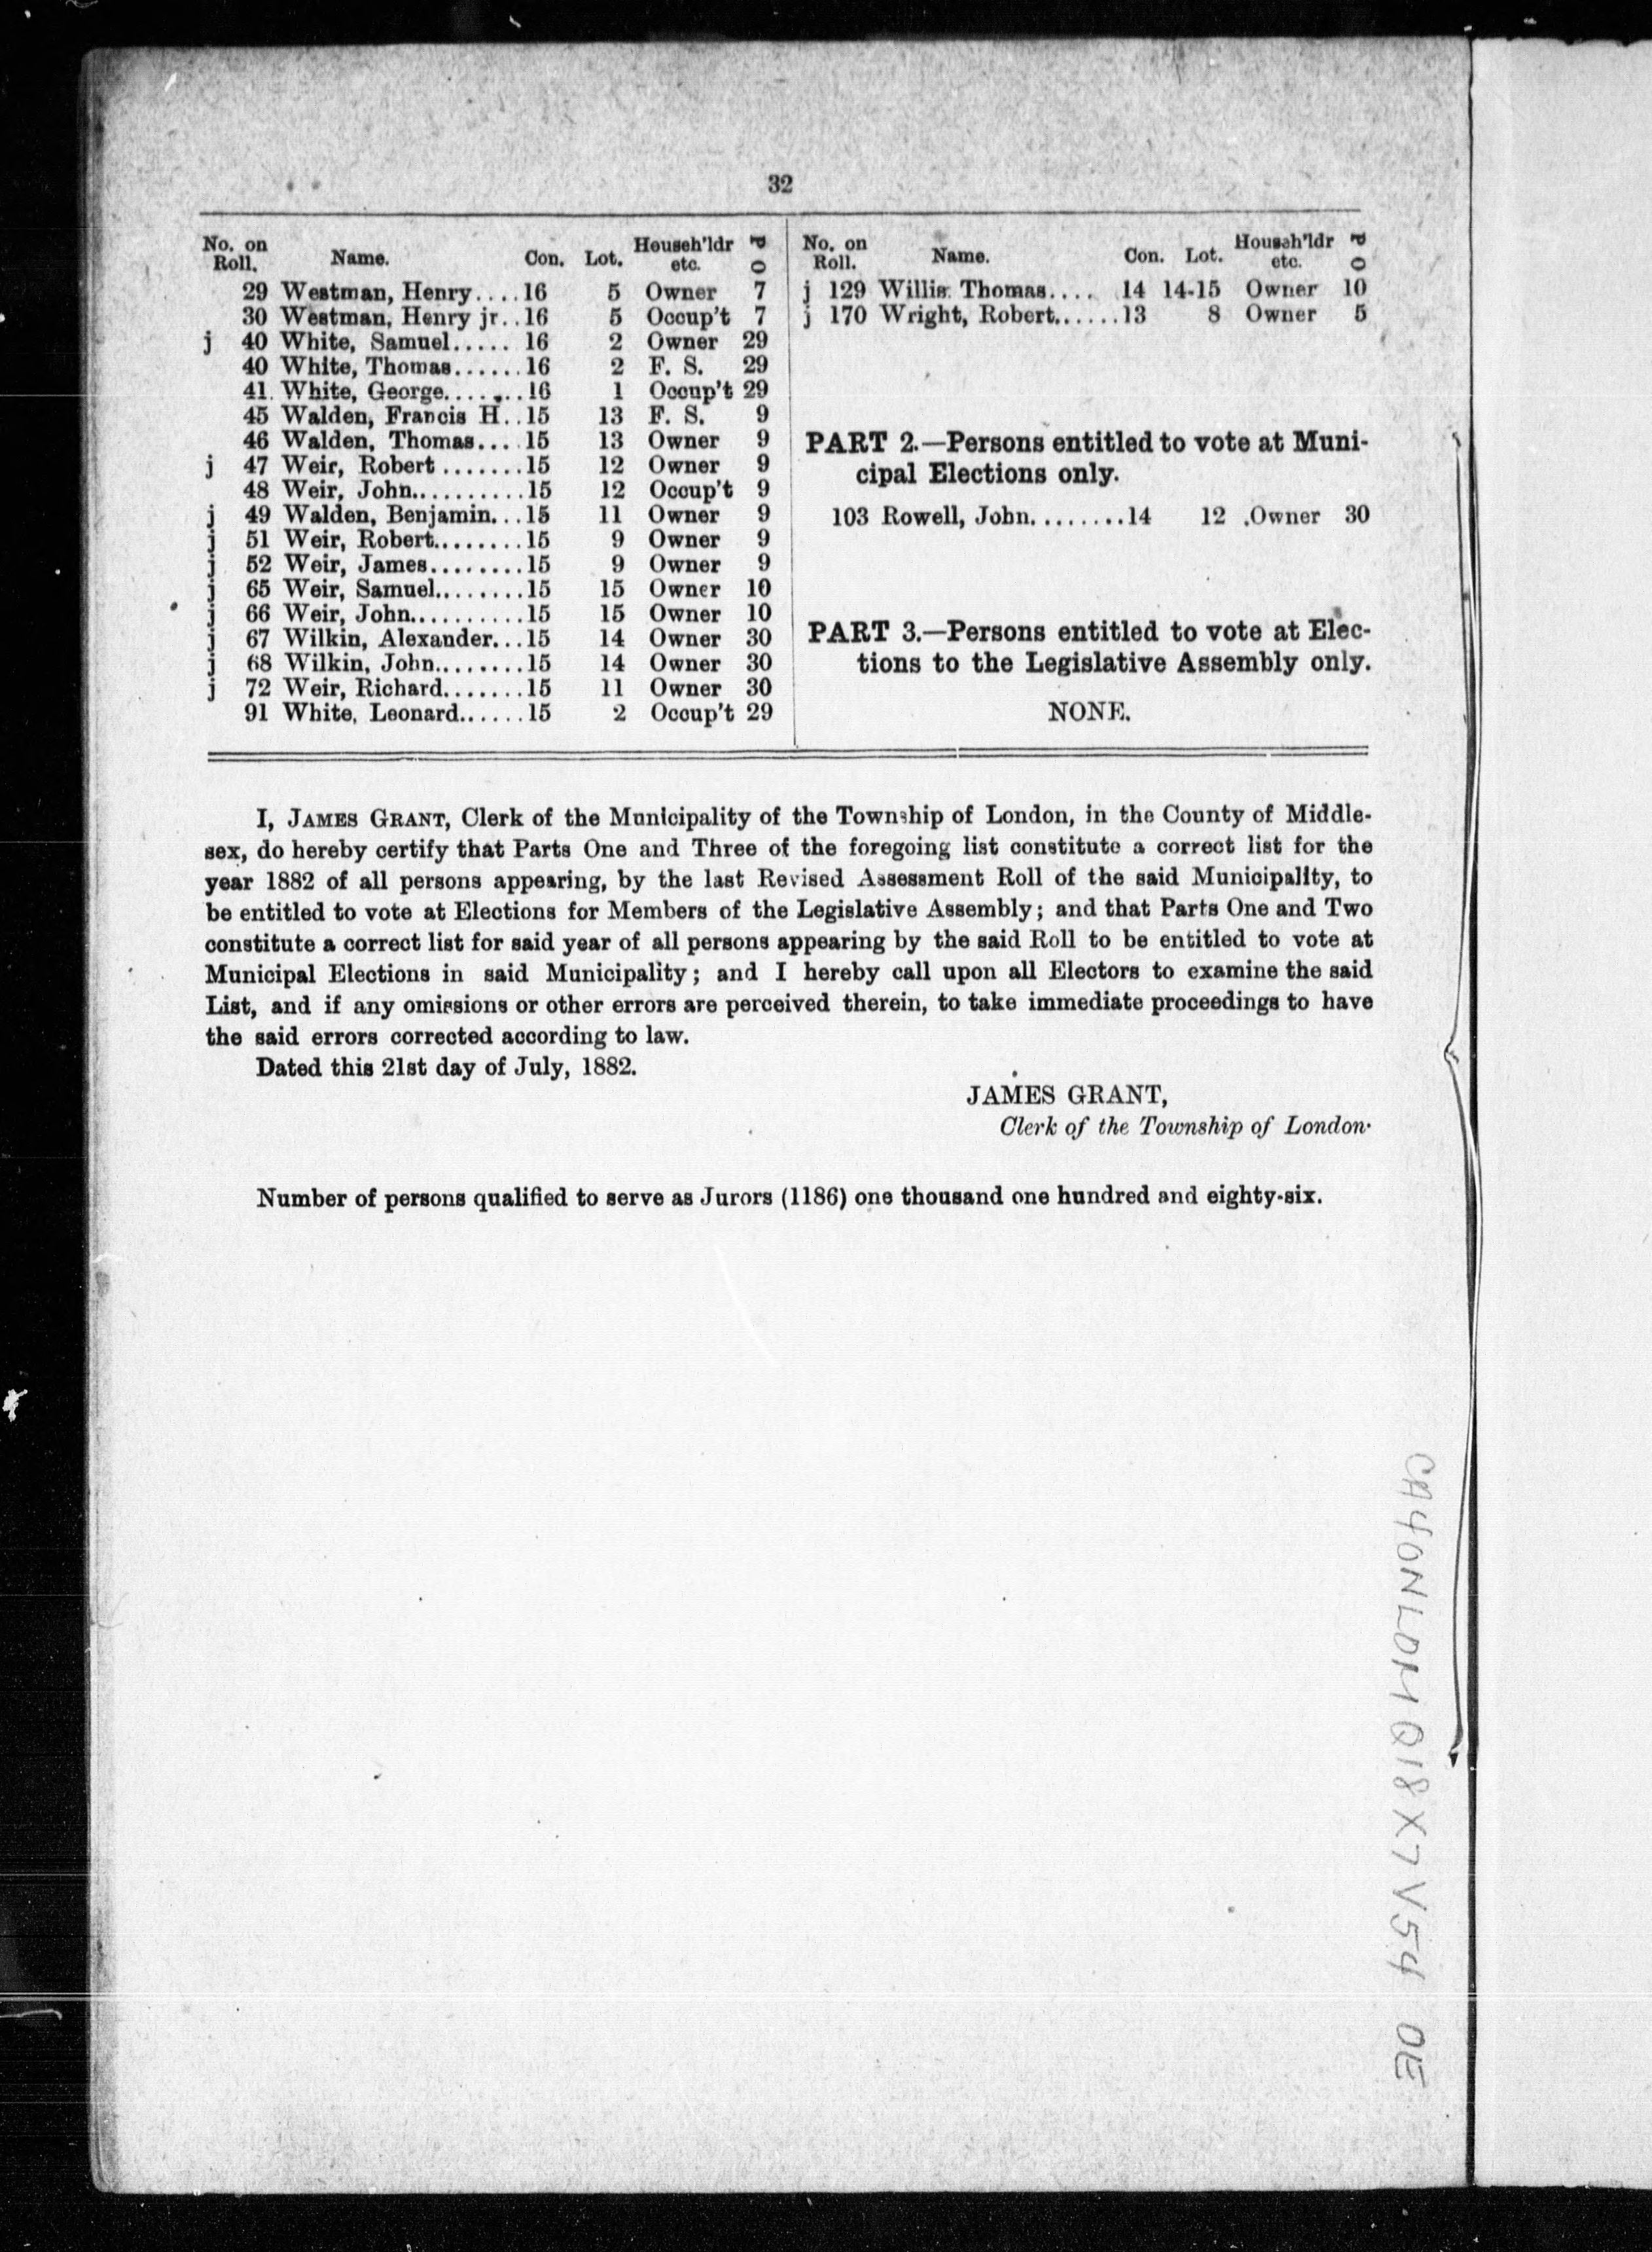 32
No. on Roll. Name. Con. Lot. Househ'ldr etc. P O
29 Westman, Henry.... 16 5 Owner 7
30 Westman, Henry jr.. 16 5 Occup't 7
j 40 White, Samuel..... 16 2 Owner 29
40 White, Thomas...... 16 2 F. S. 29
41 White, George....... 16 1 Occup't 29
45 Walden, Francis H.. 15 13 F. S. 9
46 Walden, Thomas.... 15 13 Owner 9
j 47 Weir, Robert ....... 15 12 Owner 9
48 Weir, John.......... 15 12 Occup't 9
j 49 Walden, Benjamin... 15 11 Owner 9
j 51 Weir, Robert........ 15 9 Owner 9
j 52 Weir, James........ 15 9 Owner 9
j 65 Weir, Samuel........ 15 15 Owner 10
j 66 Weir, John.......... 15 15 Owner 10
j 67 Wilkin, Alexander... 15 14 Owner 30
j 68 Wilkin, John........ 15 14 Owner 30
j 72 Weir, Richard....... 15 11 Owner 30
91 White, Leonard...... 15 2 Occup't 29
No. on Roll. Name. Con. Lot. Househ'ldr etc. P O
j 129 Willis Thomas.... 14 14-15 Owner 10
j 170 Wright, Robert...... 13 8 Owner 5
PART 2.—Persons entitled to vote at Muni-
cipal Elections only.
103 Rowell, John........ 14 12 .Owner 30
PART 3.—Persons entitled to vote at Elec-
tions to the Legislative Assembly only.
NONE.
I, JAMES GRANT, Clerk of the Municipality of the Township of London, in the County of Middle-
sex, do hereby certify that Parts One and Three of the foregoing list constitute a correct list for the
year 1882 of all persons appearing, by the last Revised Assessment Roll of the said Municipality, to
be entitled to vote at Elections for Members of the Legislative Assembly; and that Parts One and Two
constitute a correct list for said year of all persons appearing by the said Roll to be entitled to vote at
Municipal Elections in said Municipality; and I hereby call upon all Electors to examine the said
List, and if any omissions or other errors are perceived therein, to take immediate proceedings to have
the said errors corrected according to law.
Dated this 21st day of July, 1882.
JAMES GRANT,
Clerk of the Township of London.
Number of persons qualified to serve as Jurors (1186) one thousand one hundred and eighty-six.
CA4ONLDM Q18 X7 V54 OE